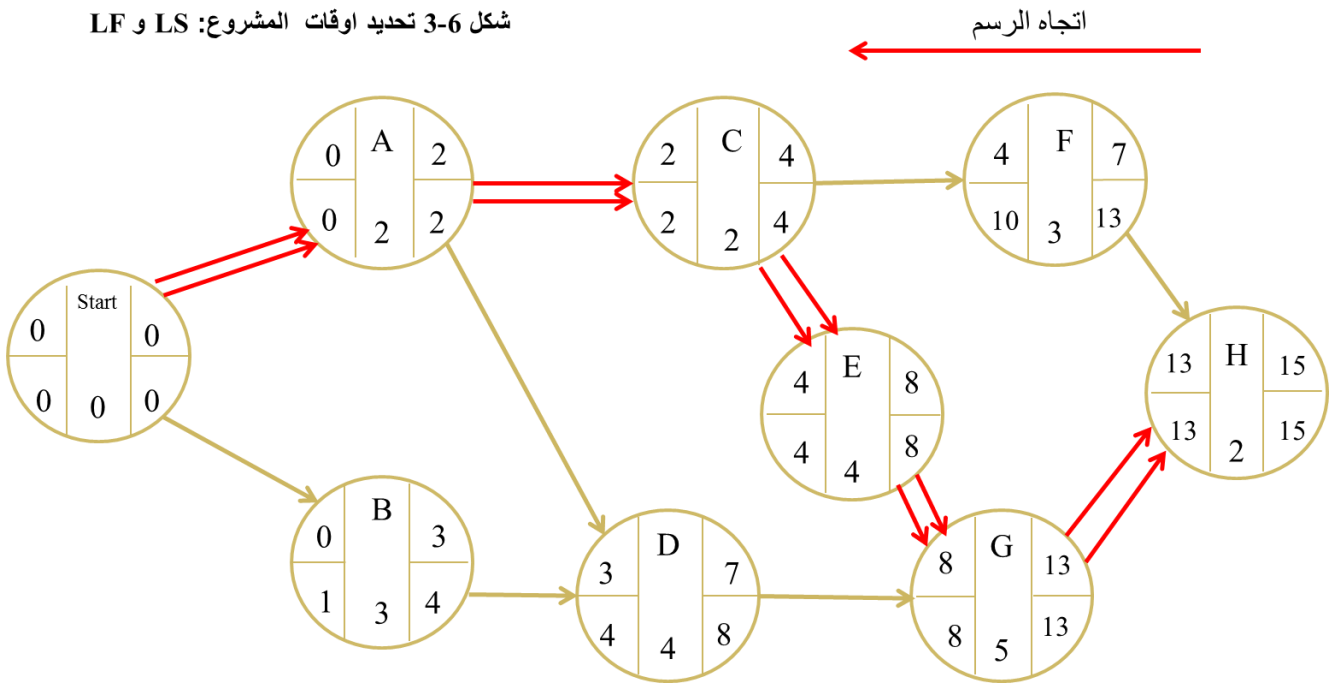 شكل 6-3 تحديد اوقات المشروع: LS و LF
اتجاه الرسم
Start
0 0
0 0 0
A
0 2
0 2 2
C
2 4
2 2 4
F
4 7
10 3 13
B
0 3
1 3 4
D
3 7
4 4 8
E
4 8
4 4 8
G
8 13
8 5 13
H
13 15
13 2 15